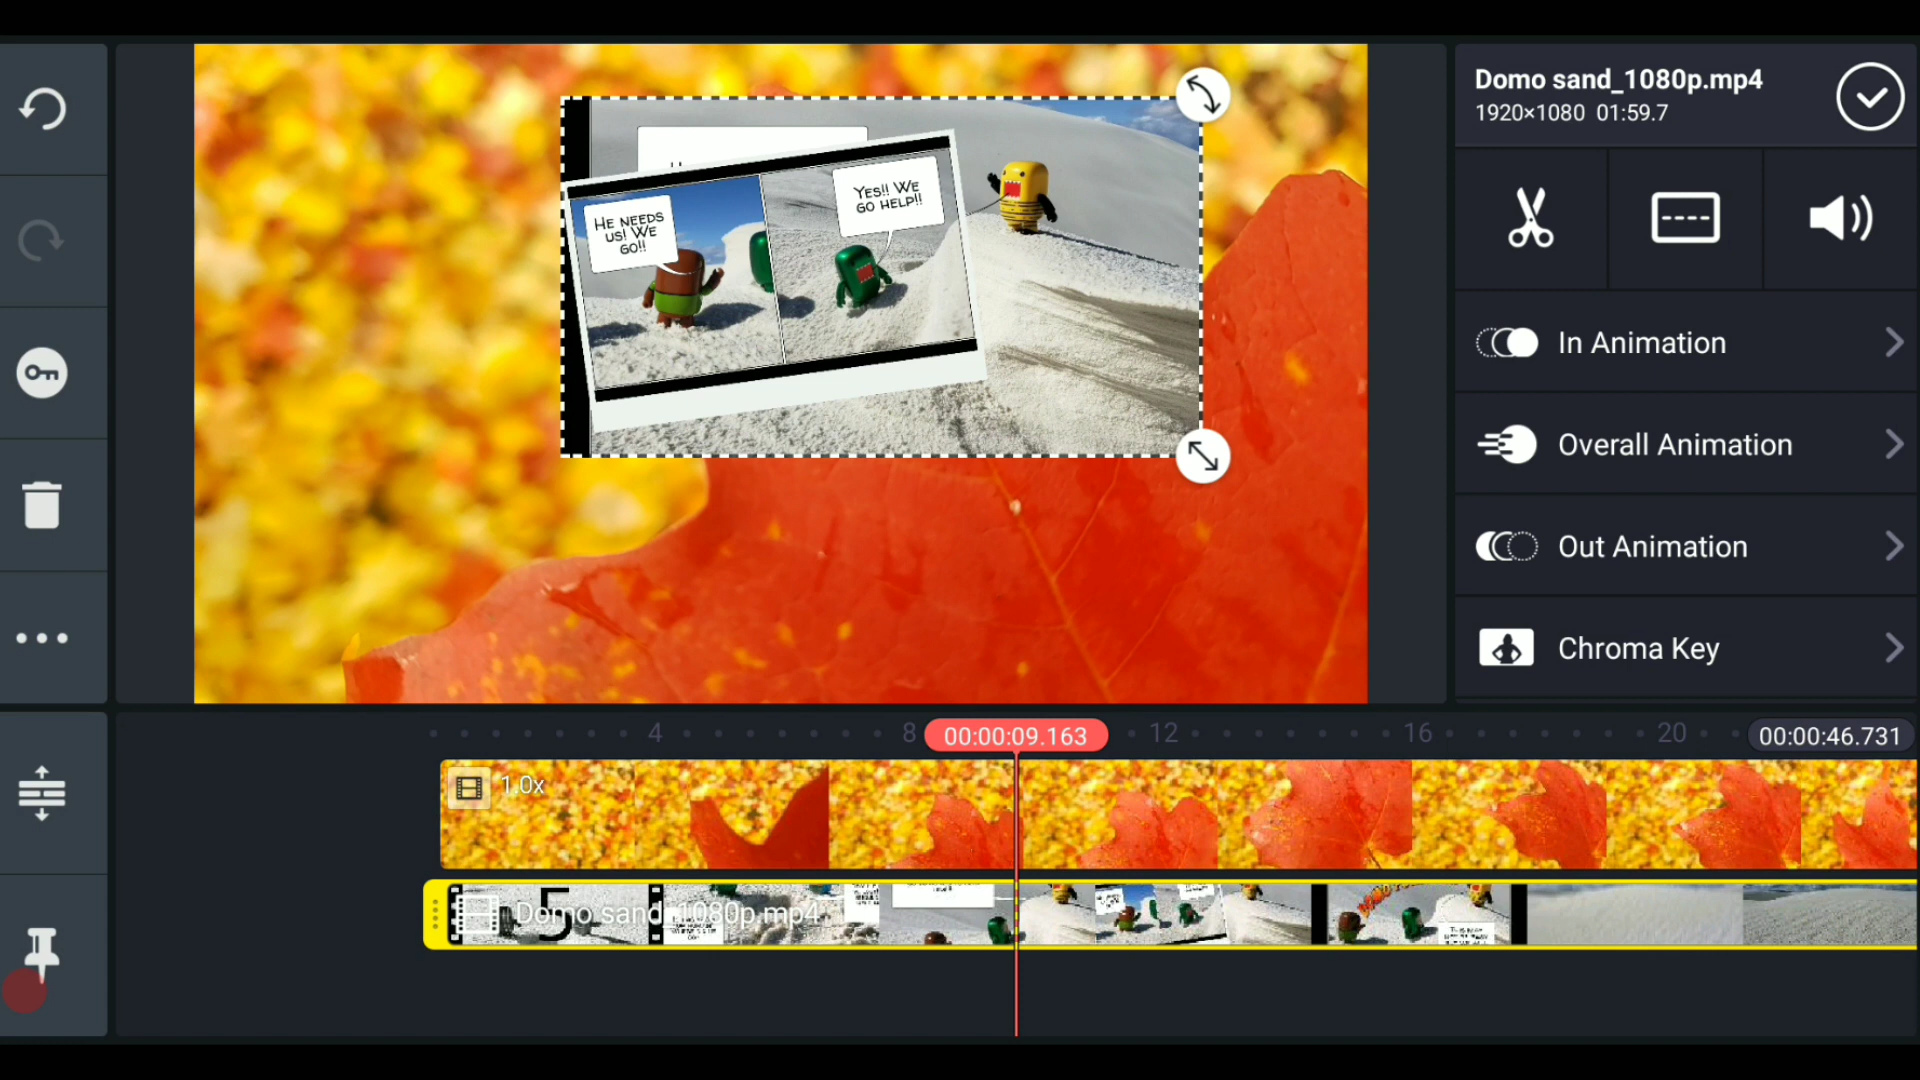 Domo sand_1080p.mp4
1920×1080 01:59.7
HE NEEDS
US! WE
GO!!
YES!! WE
GO HELP!!
In Animation
Overall Animation
Out Animation
Chroma Key
4
8
00:00:09.163
12
16
20
00:00:46.731
1.0x
5
Domo sand_1080p.mp4